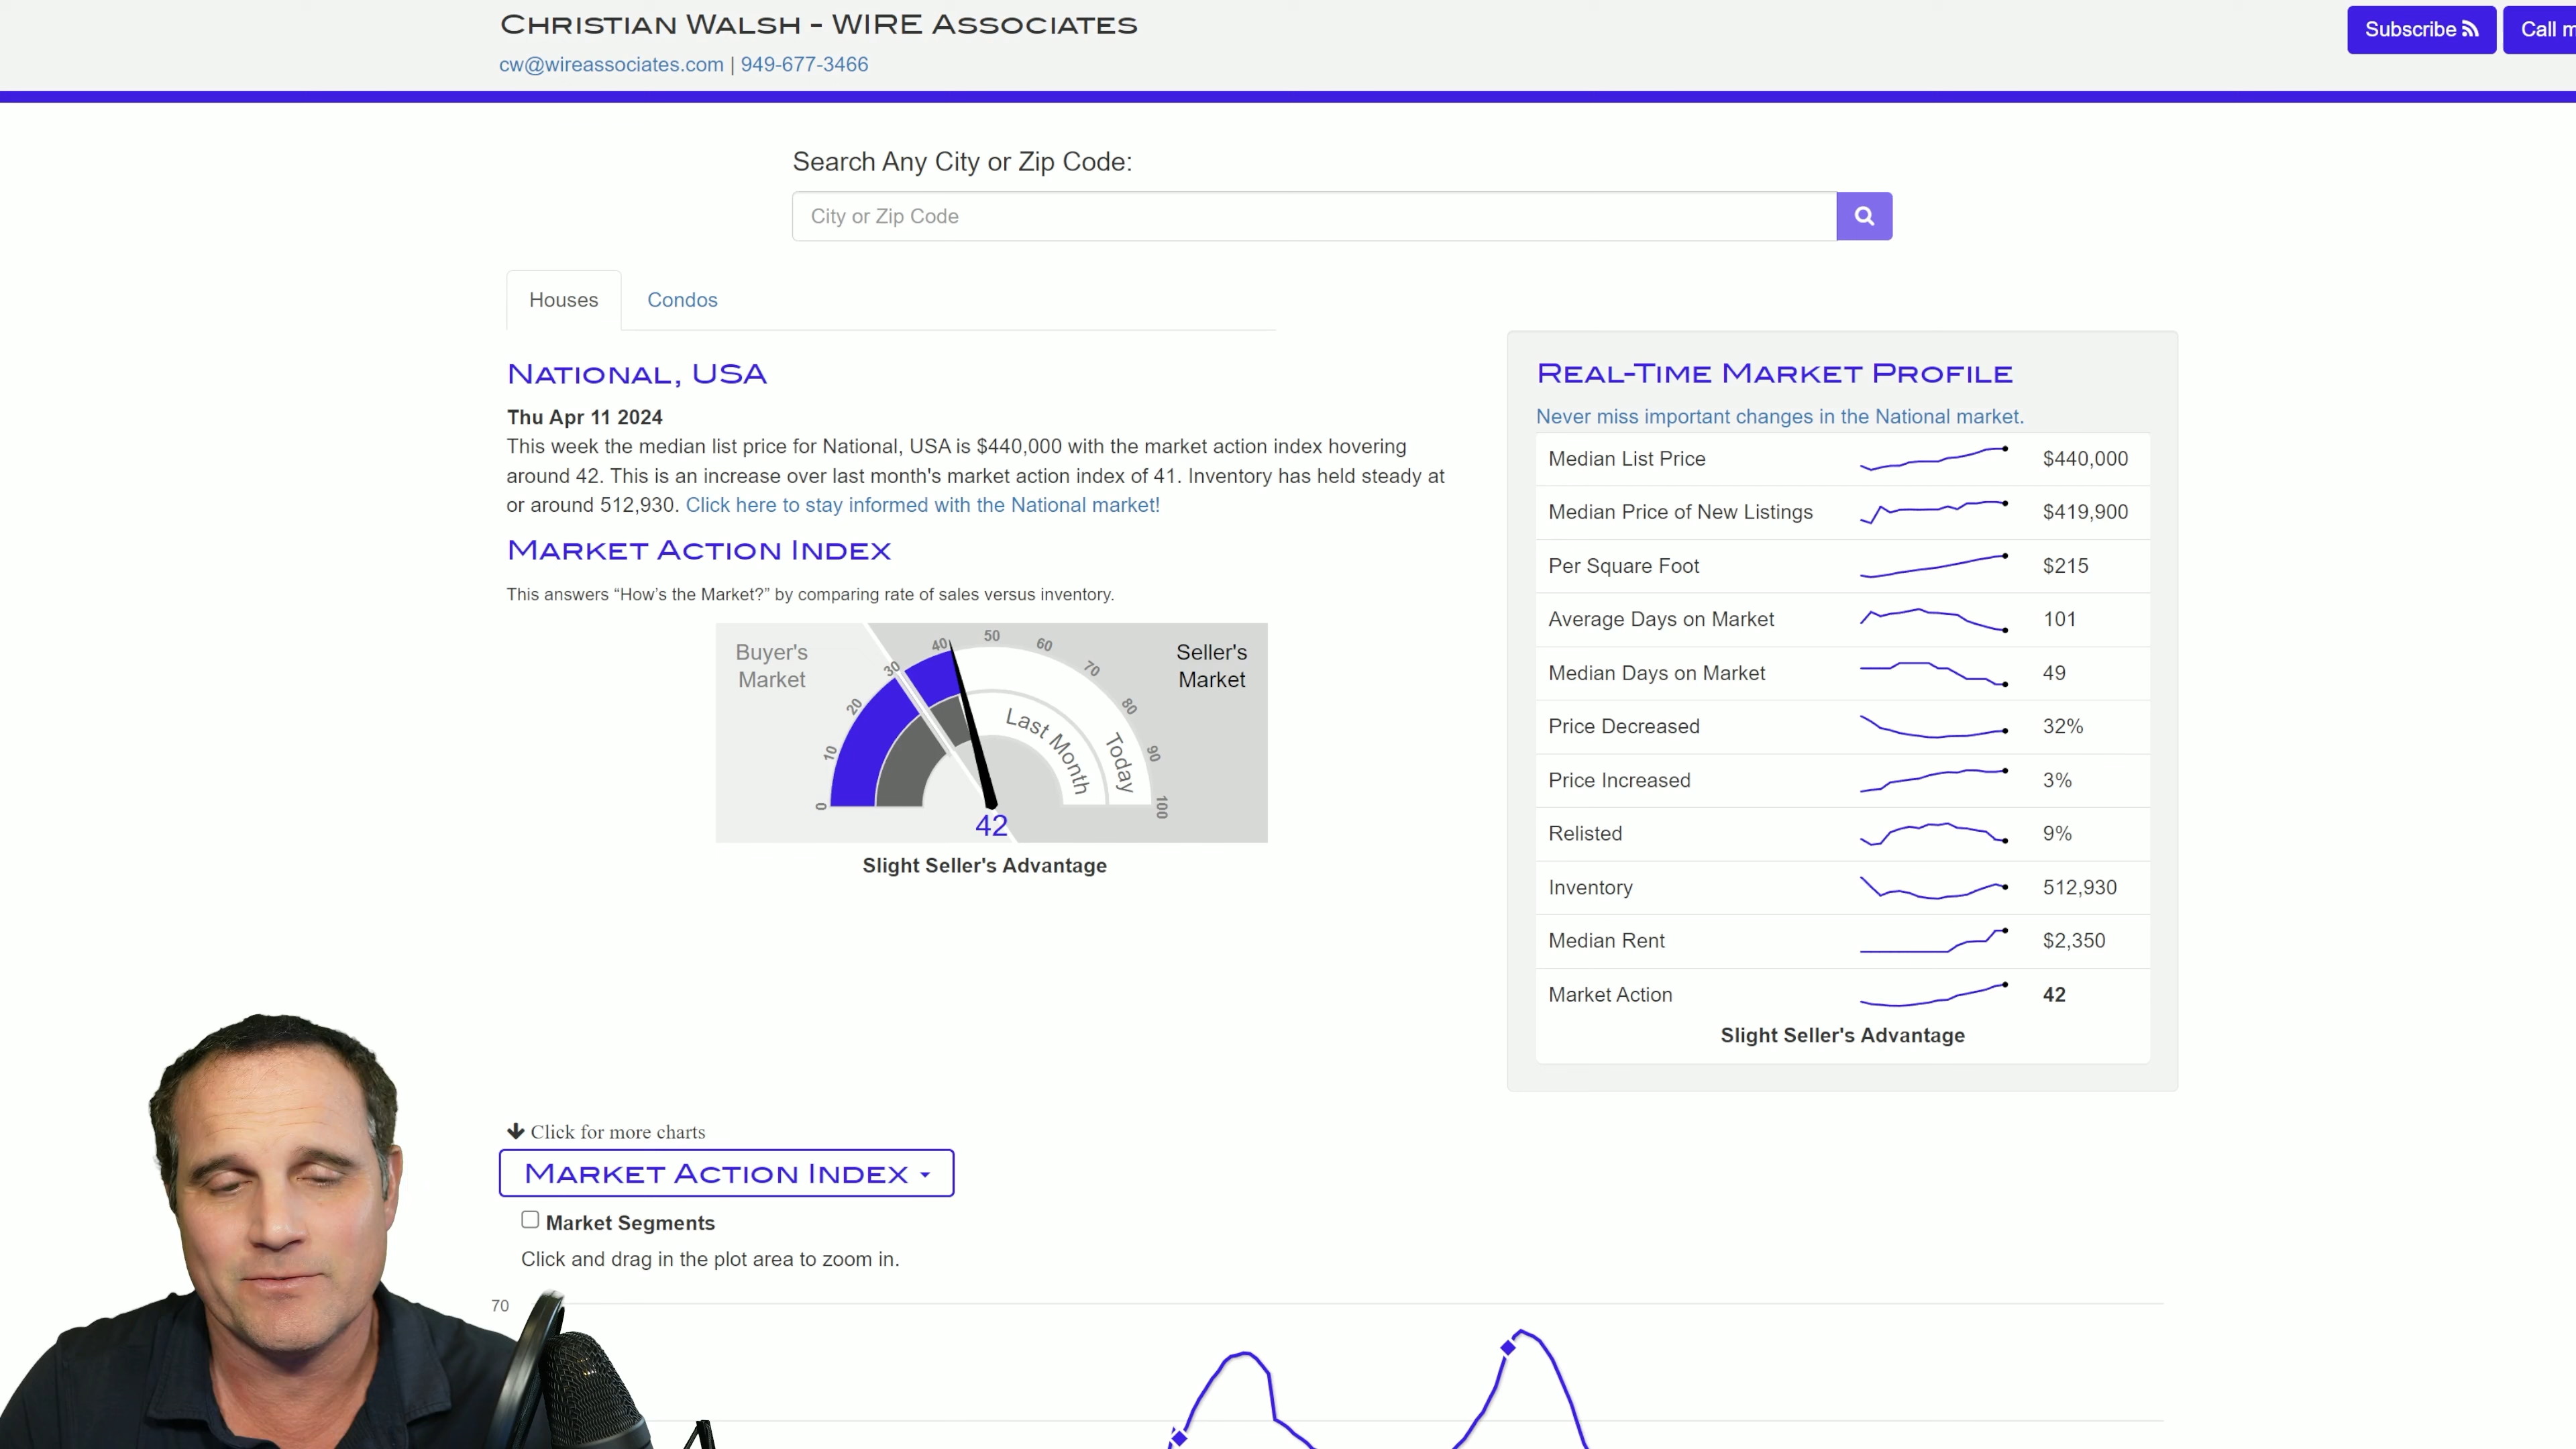 Christian Walsh - WIRE Associates
cw@wireassociates.com | 949-677-3466
Subscribe
Call
Search Any City or Zip Code:
City or Zip Code
Houses
Condos
National, USA
Thu Apr 11 2024
This week the median list price for National, USA is $440,000 with the market action index hovering
around 42. This is an increase over last month's market action index of 41. Inventory has held steady at
or around 512,930. Click here to stay informed with the National market!
Market Action Index
This answers “How's the Market?” by comparing rate of sales versus inventory.
Buyer's
Market
Seller's
Market
0
10
20
30
40
50
60
70
80
90
100
Last Month
Today
42
Slight Seller's Advantage
Real-Time Market Profile
Never miss important changes in the National market.
Median List Price $440,000
Median Price of New Listings $419,900
Per Square Foot $215
Average Days on Market 101
Median Days on Market 49
Price Decreased 32%
Price Increased 3%
Relisted 9%
Inventory 512,930
Median Rent $2,350
Market Action 42
Slight Seller's Advantage
Click for more charts
Market Action Index
Market Segments
Click and drag in the plot area to zoom in.
70